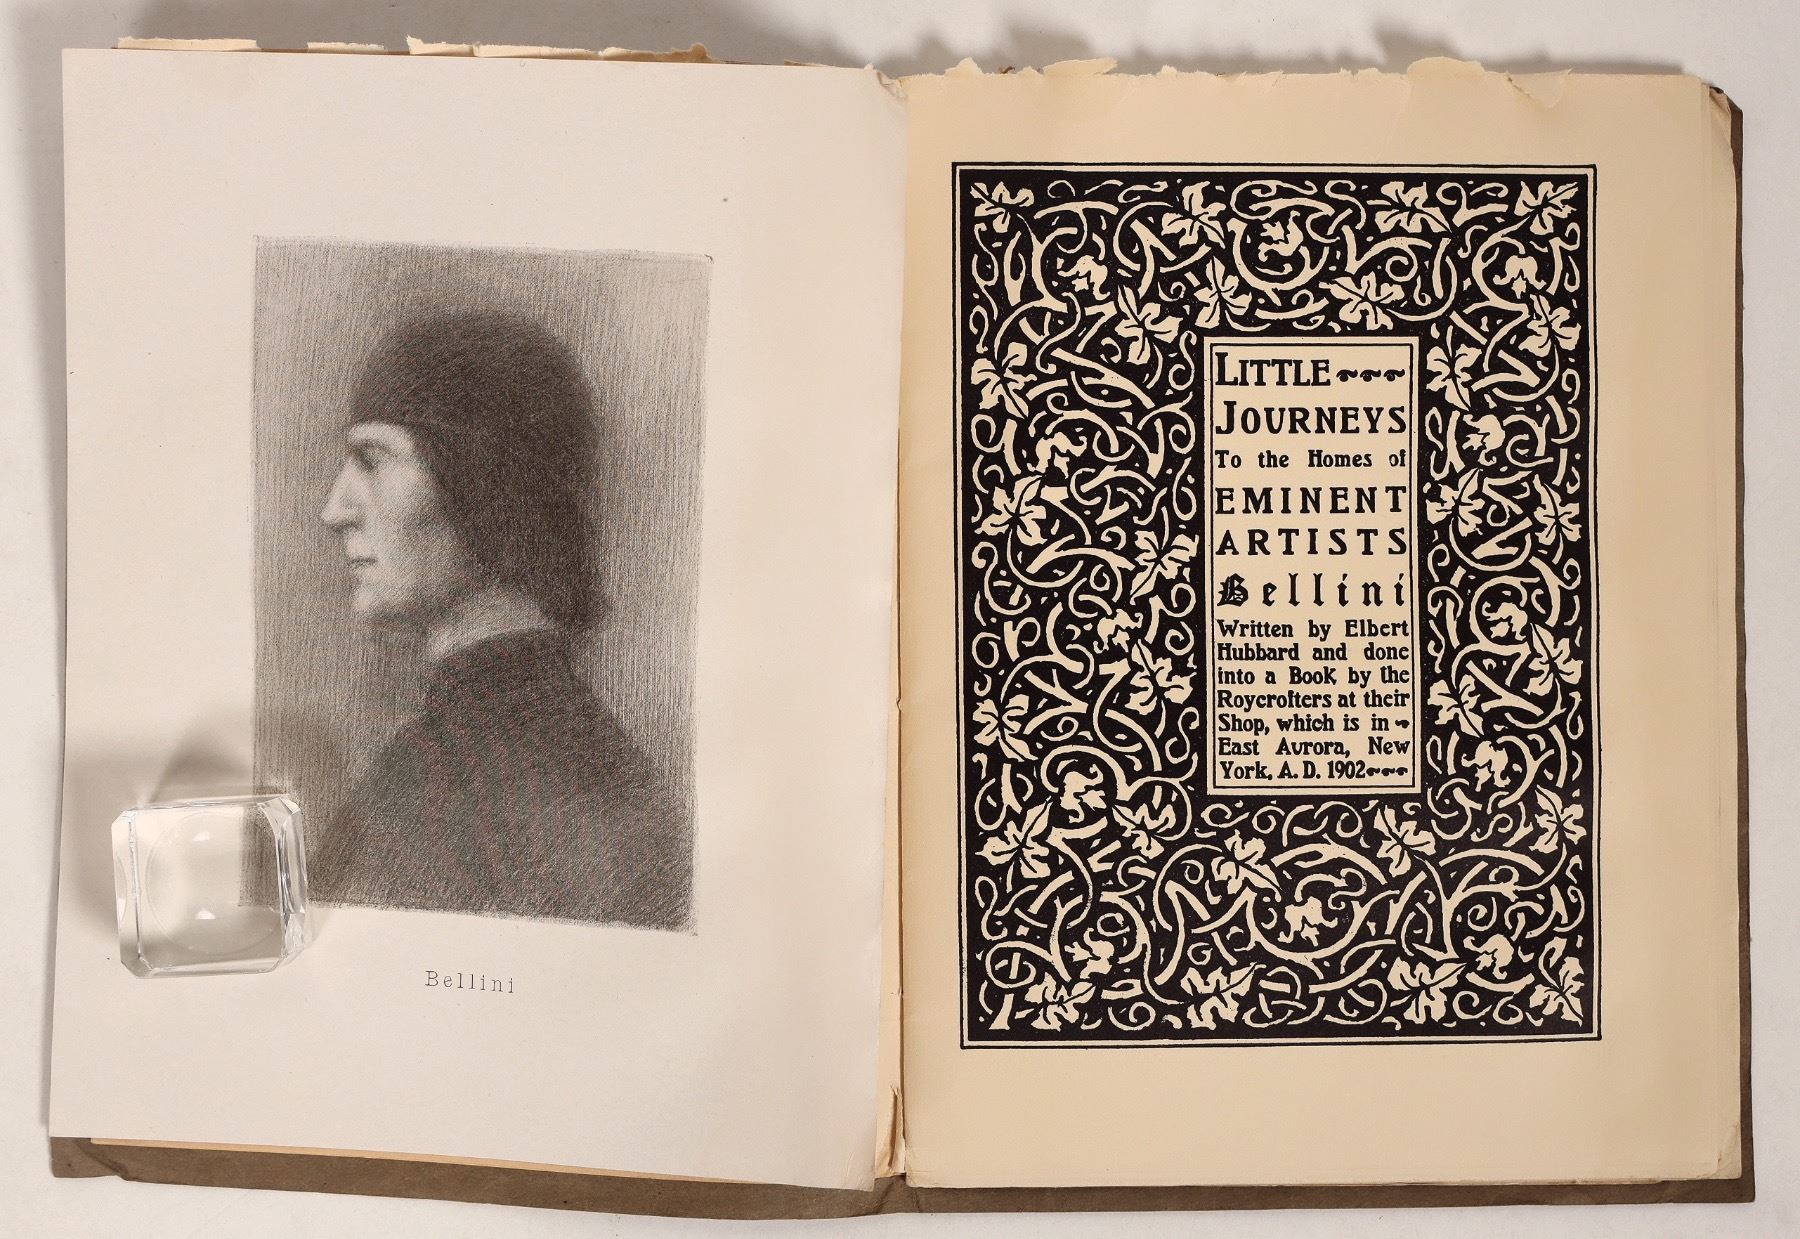 Bellini
LITTLE
JOURNEYS
To the Homes of
EMINENT
ARTISTS
Bellini
Written by Elbert
Hubbard and done
into a Book by the
Roycrofters at their
Shop, which is in
East Aurora, New
York, A. D. 1902